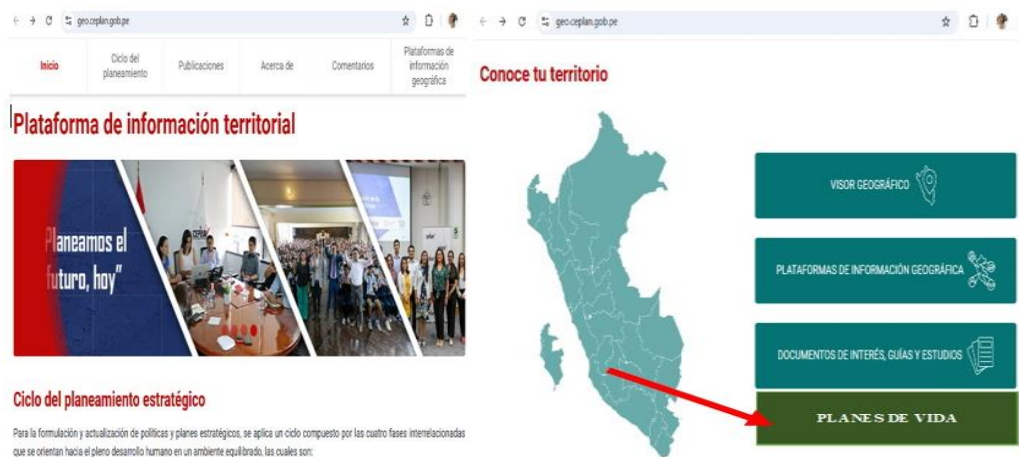 geo.ceplan.gob.pe
Inicio
Ciclo del
planeamiento
Publicaciones
Acerca de
Comentarios
Plataformas de
información
geográfica
Plataforma de información territorial
Planeamos el
futuro, hoy"
CEPLAN
Ciclo del planeamiento estratégico
Para la formulación y actualización de políticas y planes estratégicos, se aplica un ciclo compuesto por las cuatro fases interrelacionadas
que se orientan hacia el pleno desarrollo humano en un ambiente equilibrado, las cuales son:
geo.ceplan.gob.pe
Conoce tu territorio
VISOR GEOGRÁFICO
PLATAFORMAS DE INFORMACIÓN GEOGRÁFICA
DOCUMENTOS DE INTERÉS, GUÍAS Y ESTUDIOS
PLANES DE VIDA